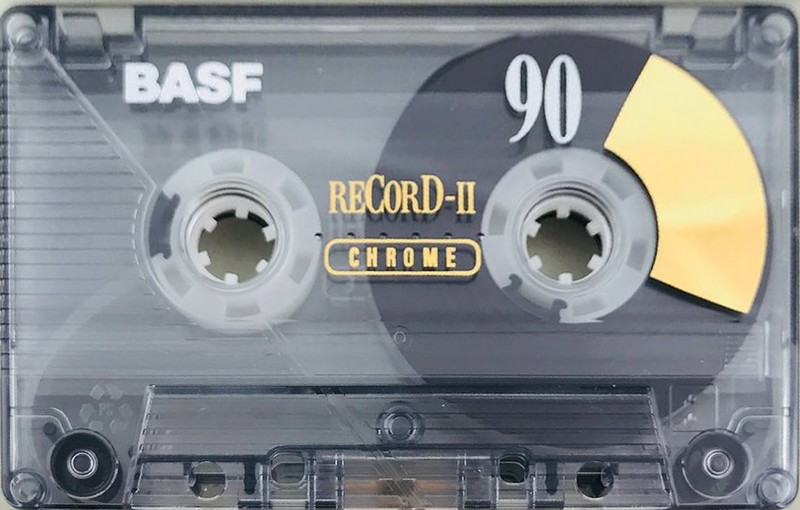 BASF
90
RECORD-II
CHROME